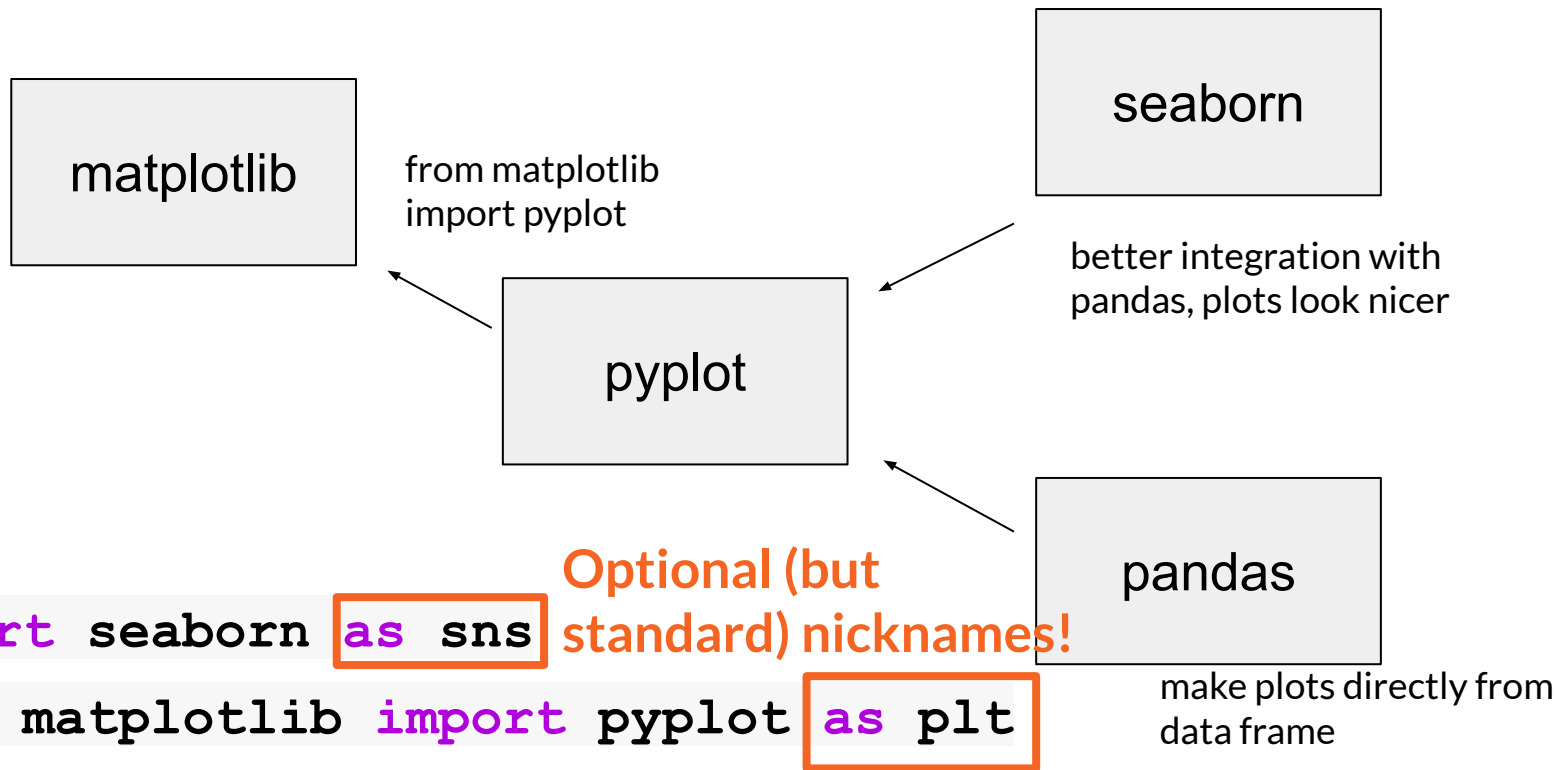 matplotlib
from matplotlib
import pyplot
seaborn
better integration with
pandas, plots look nicer
pyplot
pandas
make plots directly from
data frame
Optional (but
standard) nicknames!
rt seaborn as sns
matplotlib import pyplot as plt